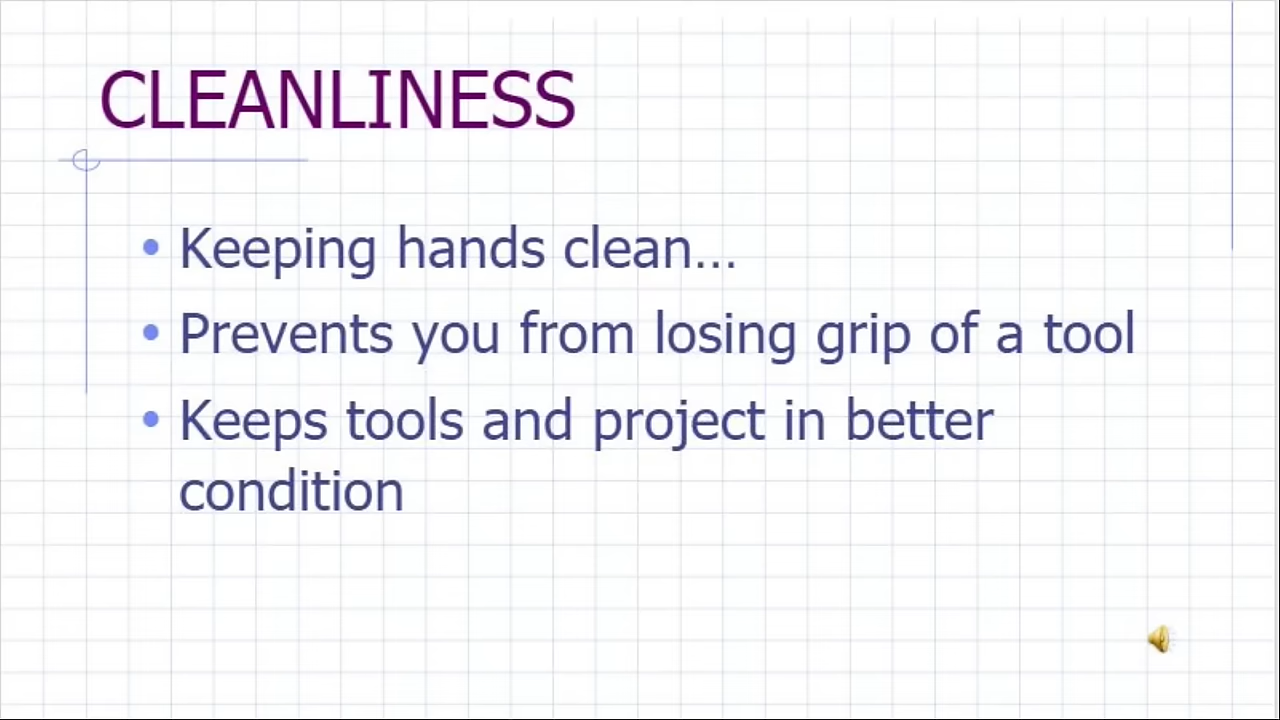 CLEANLINESS
• Keeping hands clean...
• Prevents you from losing grip of a tool
• Keeps tools and project in better
condition